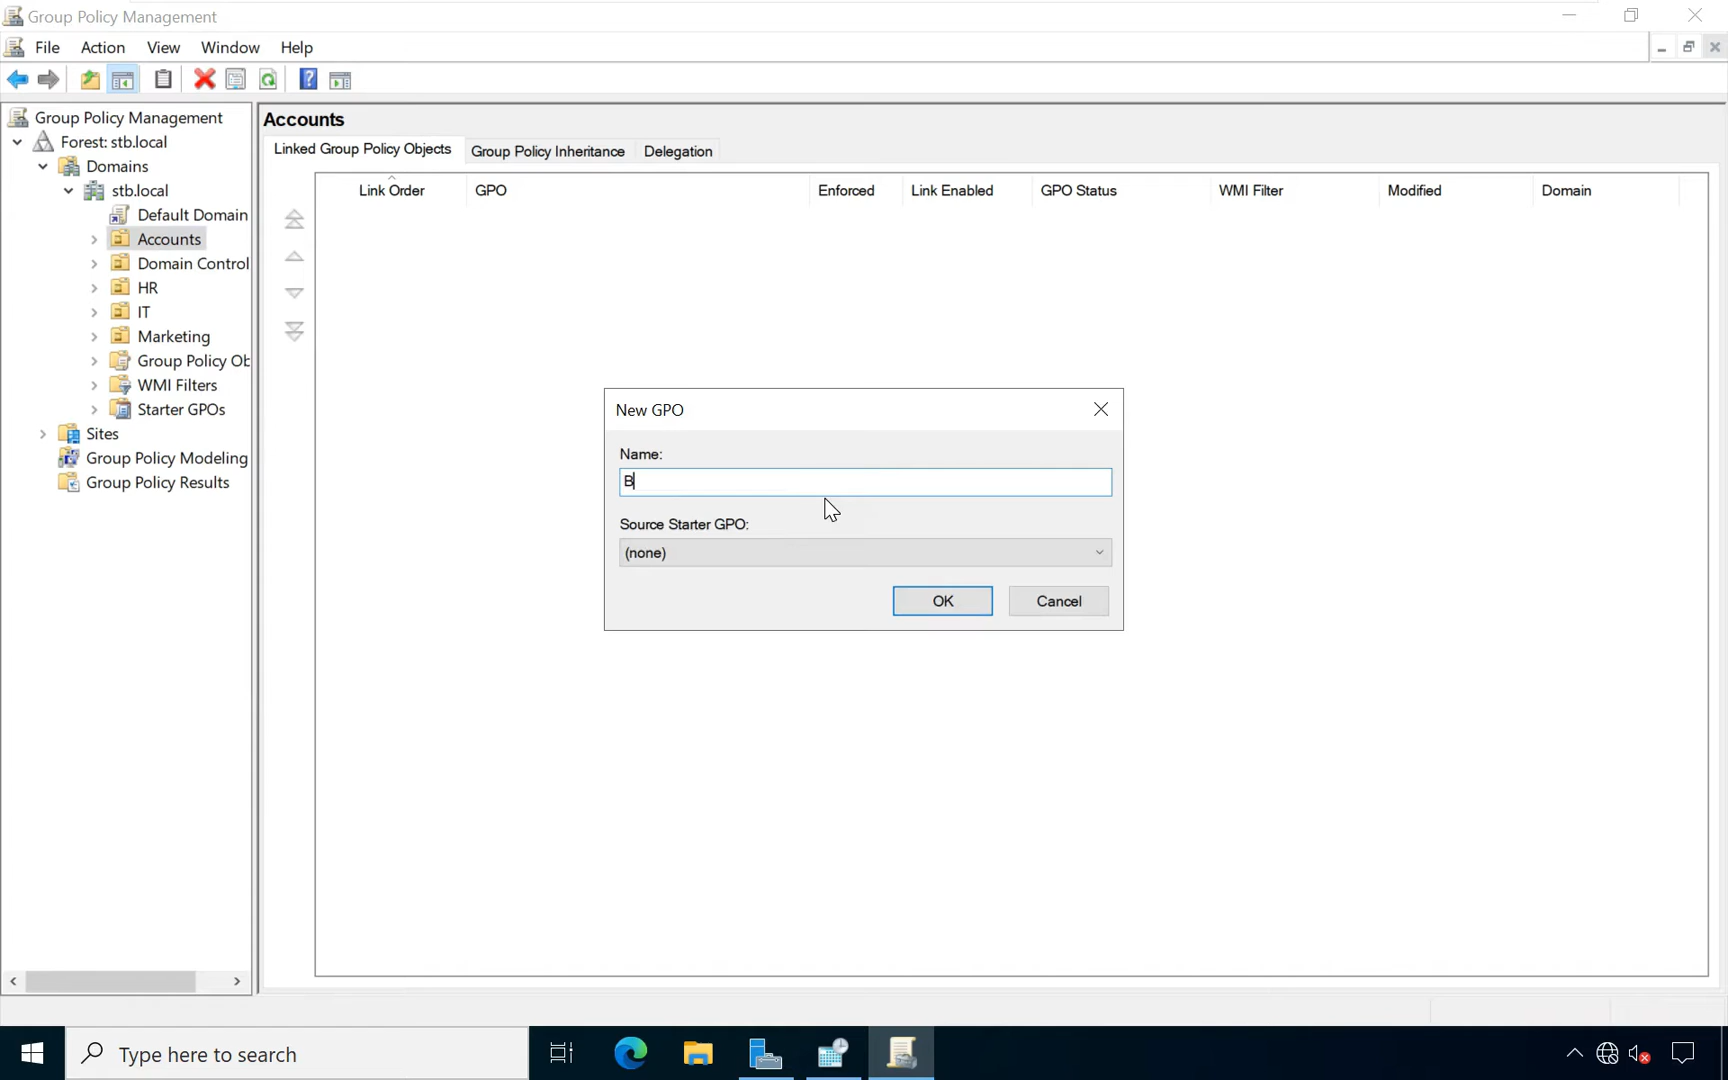 Group Policy Management
File Action View Window Help
Group Policy Management
Forest: stb.local
Domains
stb.local
Default Domain
Accounts
Domain Control
HR
IT
Marketing
Group Policy Ob
WMI Filters
Starter GPOs
Sites
Group Policy Modeling
Group Policy Results
Accounts
Linked Group Policy Objects Group Policy Inheritance Delegation
Link Order GPO Enforced Link Enabled GPO Status WMI Filter Modified Domain
New GPO
Name:
B
Source Starter GPO:
(none)
OK Cancel
Type here to search